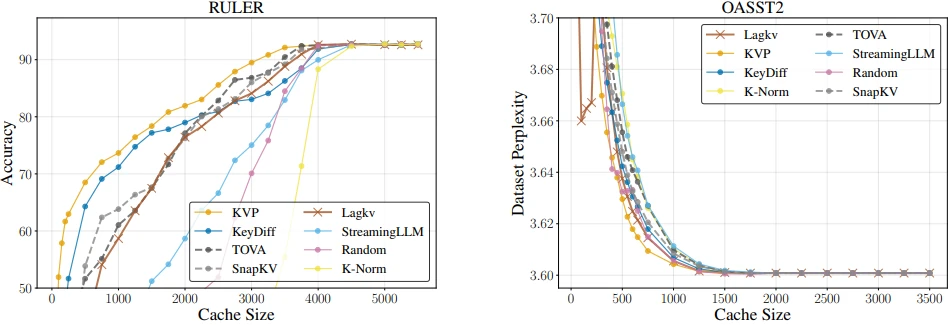 RULER
Accuracy
90
80
70
60
50
0 1000 2000 3000 4000 5000
Cache Size
KVP
KeyDiff
TOVA
SnapKV
Lagkv
StreamingLLM
Random
K-Norm
OASST2
Dataset Perplexity
3.70
3.68
3.66
3.64
3.62
3.60
0 500 1000 1500 2000 2500 3000 3500
Cache Size
Lagkv
KVP
KeyDiff
K-Norm
TOVA
StreamingLLM
Random
SnapKV